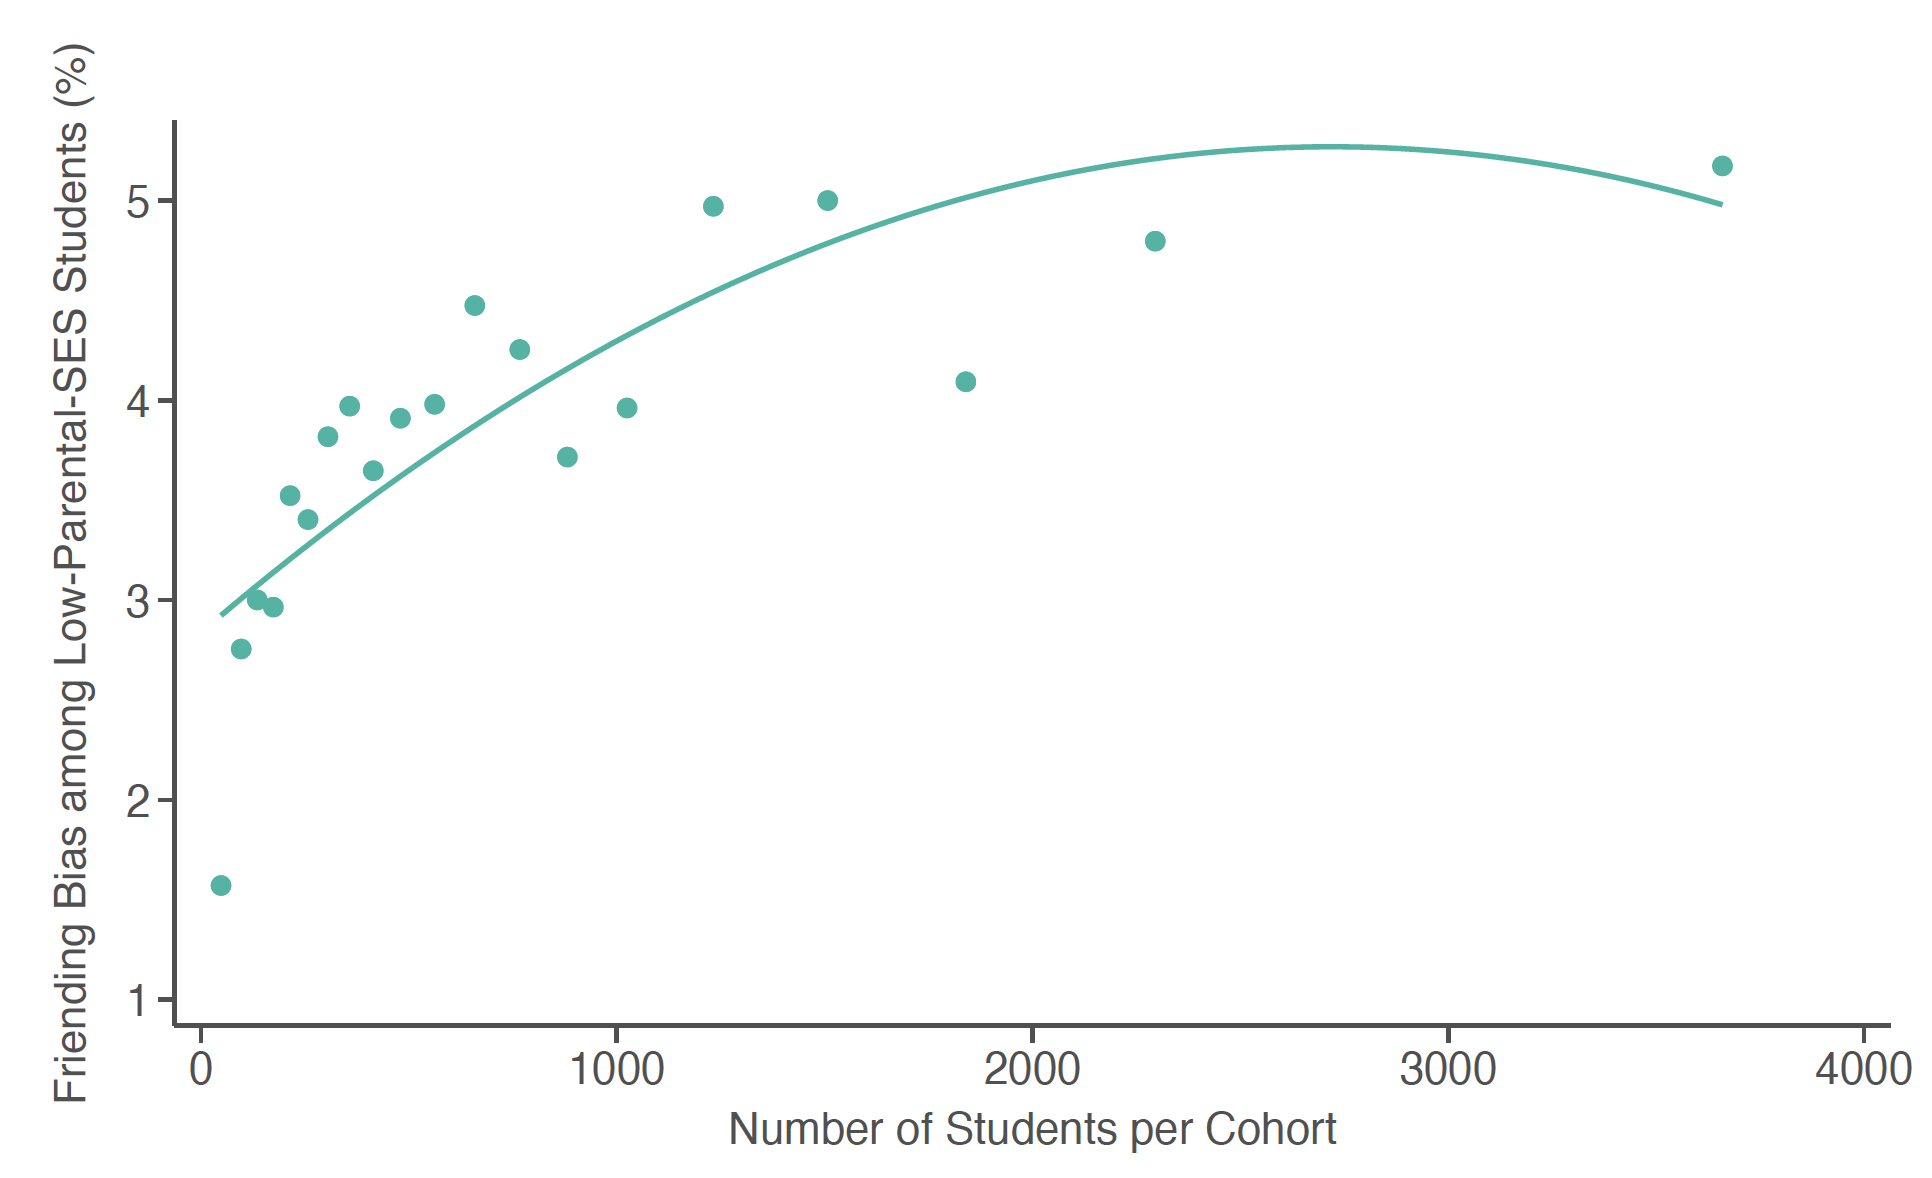 Friending Bias among Low-Parental-SES Students (%)
5
4
3
2
1
0 1000 2000 3000 4000
Number of Students per Cohort